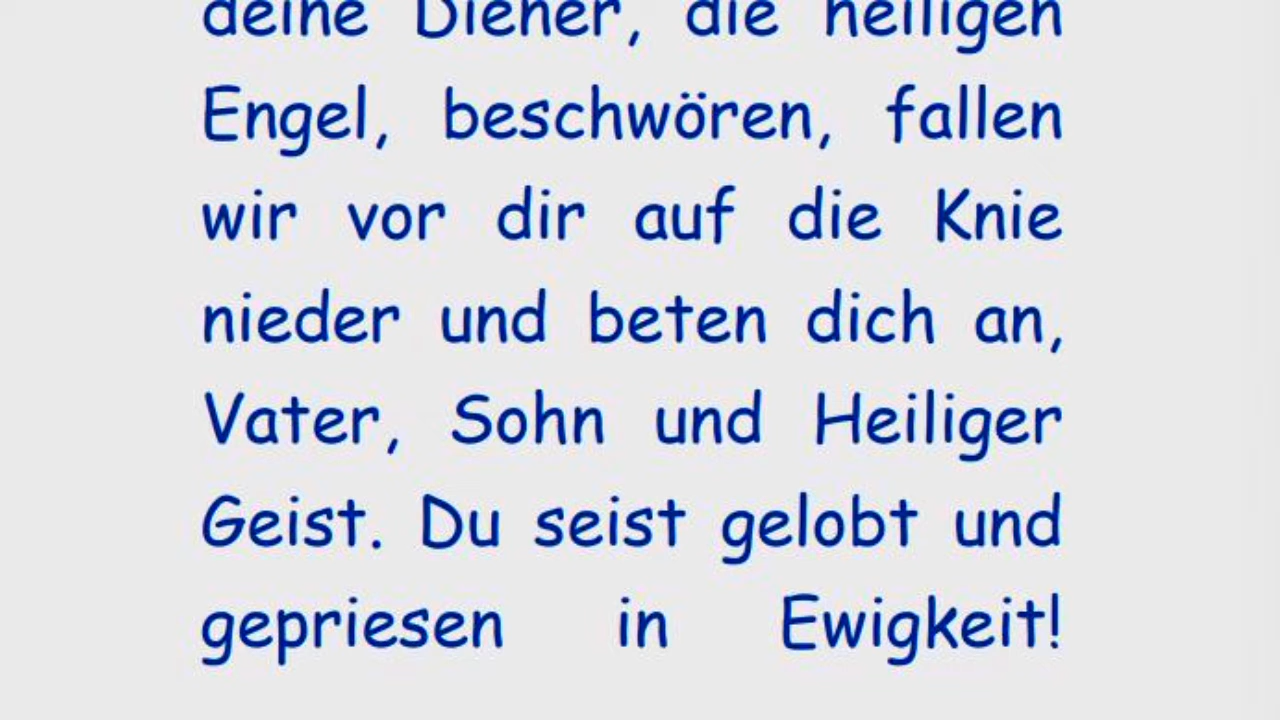 deine Diener, die heiligen
Engel, beschwören, fallen
wir vor dir auf die Knie
nieder und beten dich an,
Vater, Sohn und Heiliger
Geist. Du seist gelobt und
gepriesen in Ewigkeit!